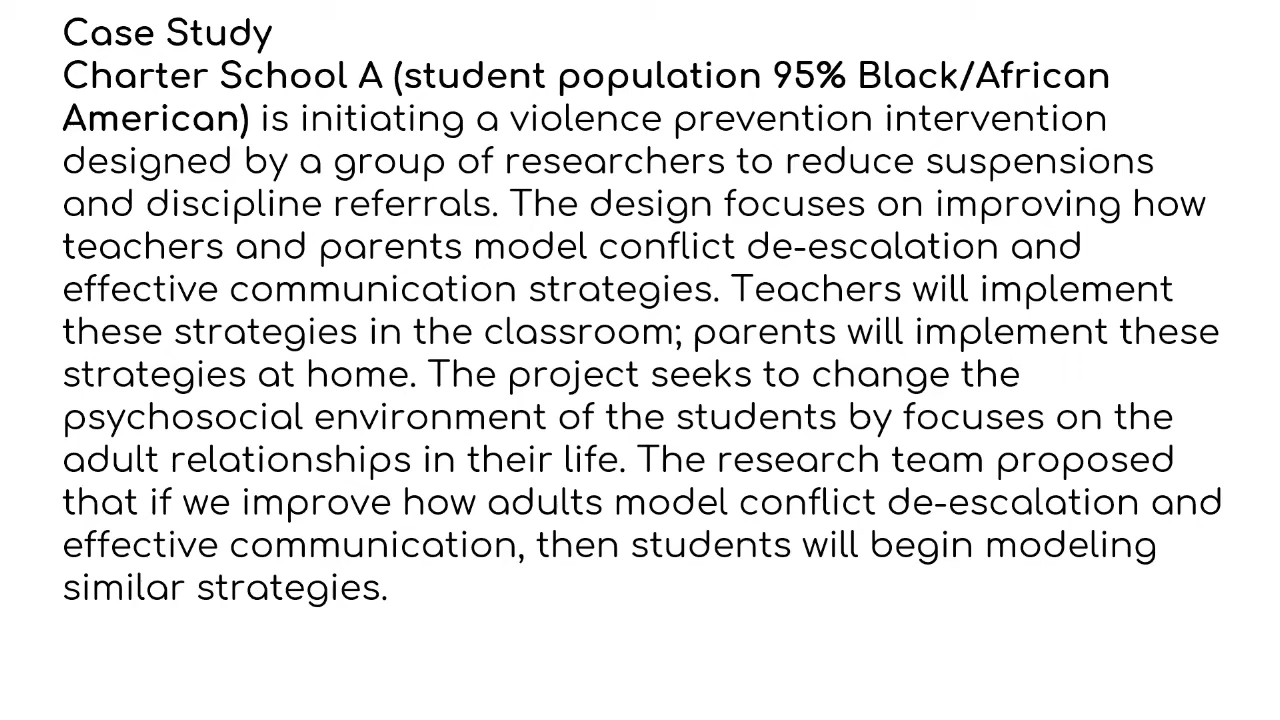 Case Study
Charter School A (student population 95% Black/African
American) is initiating a violence prevention intervention
designed by a group of researchers to reduce suspensions
and discipline referrals. The design focuses on improving how
teachers and parents model conflict de-escalation and
effective communication strategies. Teachers will implement
these strategies in the classroom; parents will implement these
strategies at home. The project seeks to change the
psychosocial environment of the students by focuses on the
adult relationships in their life. The research team proposed
that if we improve how adults model conflict de-escalation and
effective communication, then students will begin modeling
similar strategies.